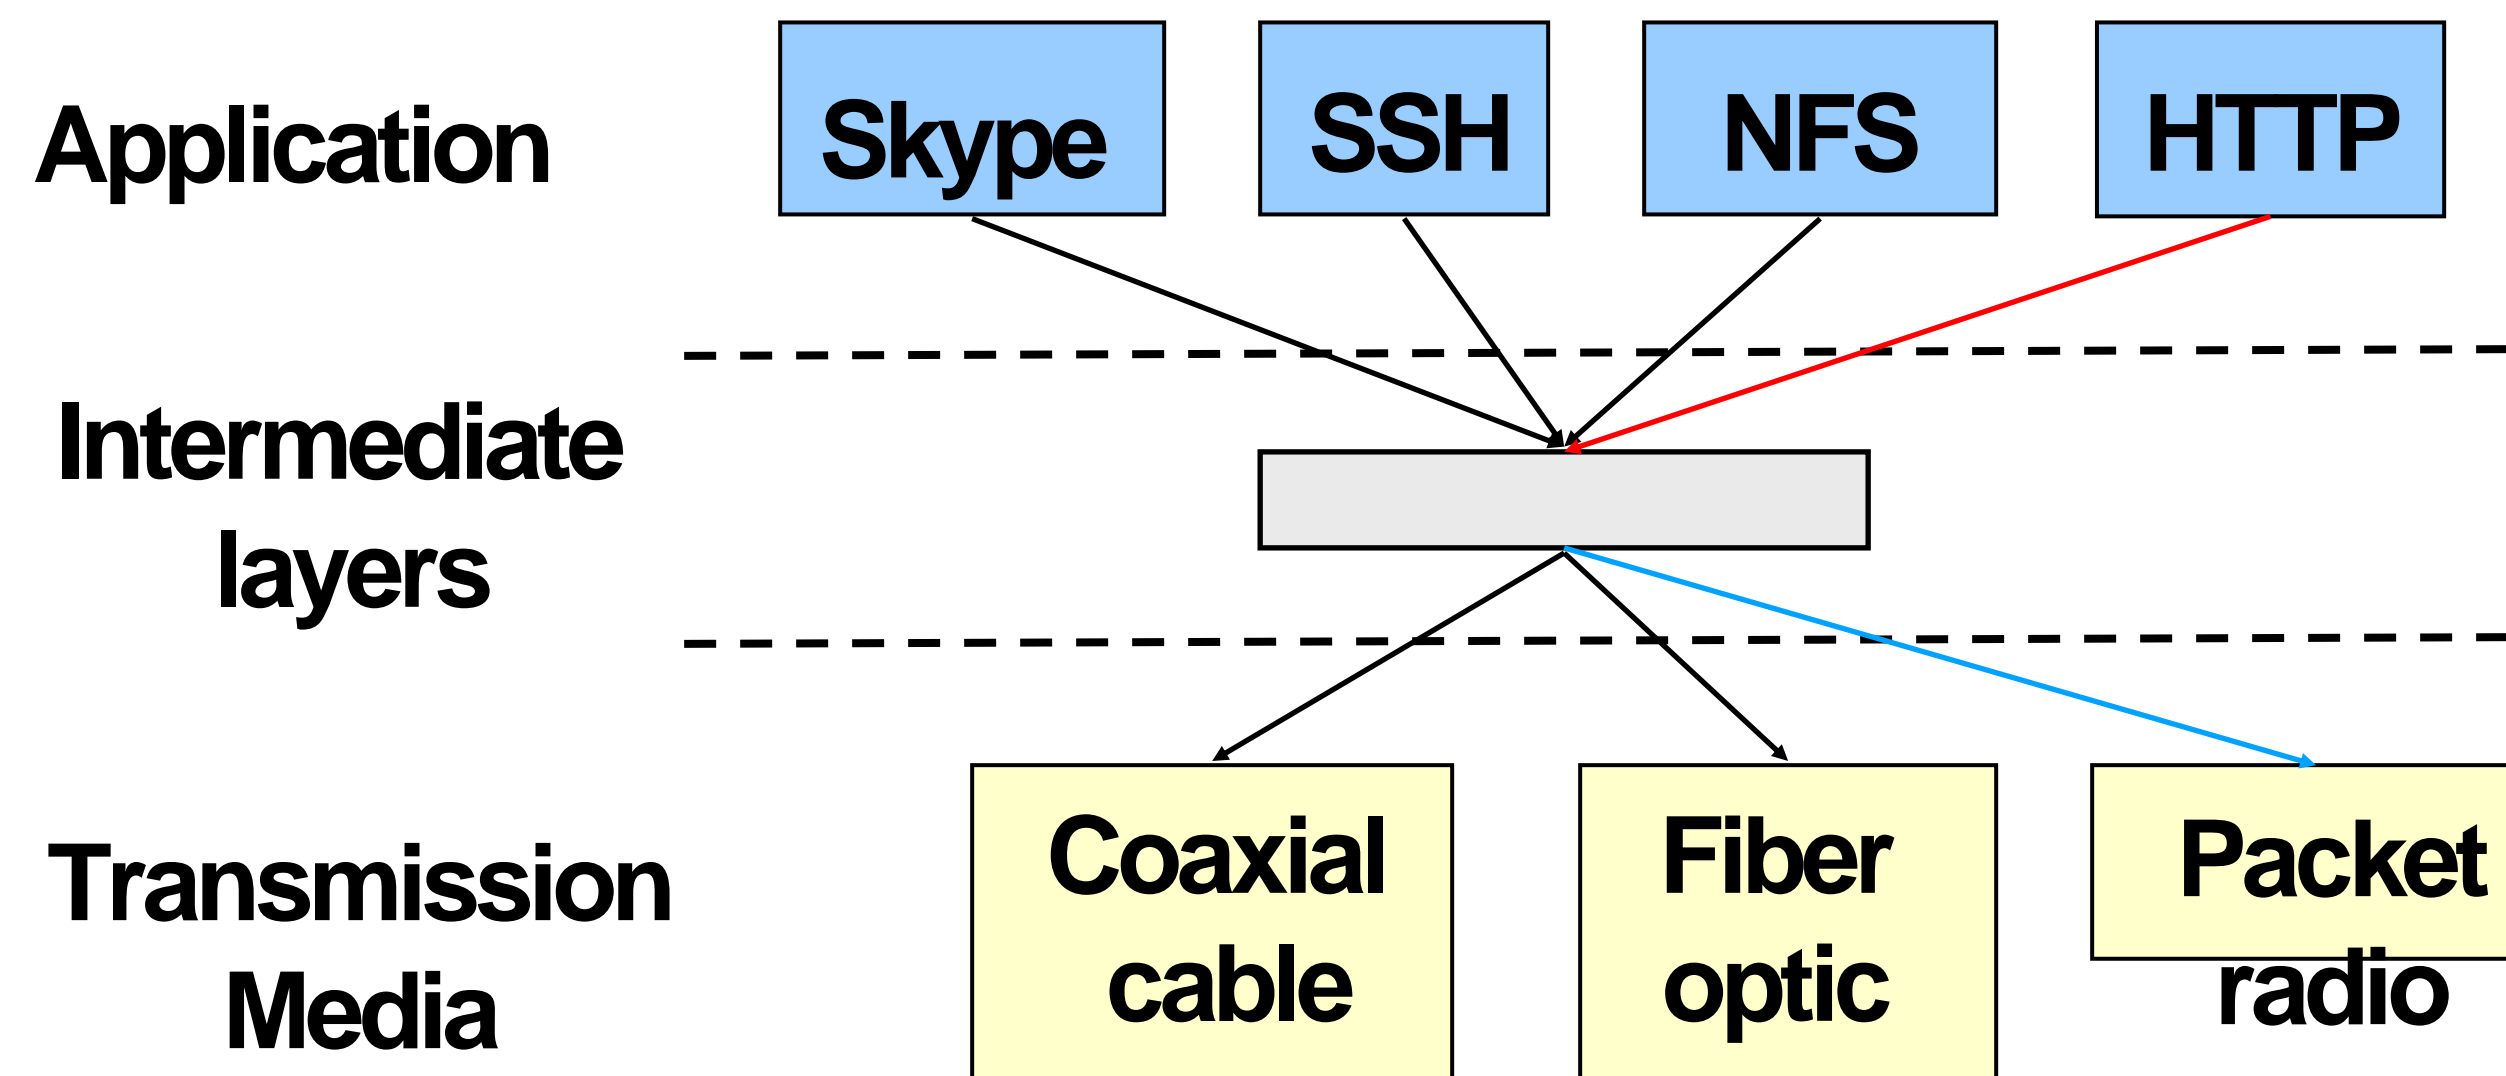 Application
Skype
SSH
NFS
HTTP
Intermediate
layers
Transmission
Media
Coaxial
cable
Fiber
optic
Packet
radio